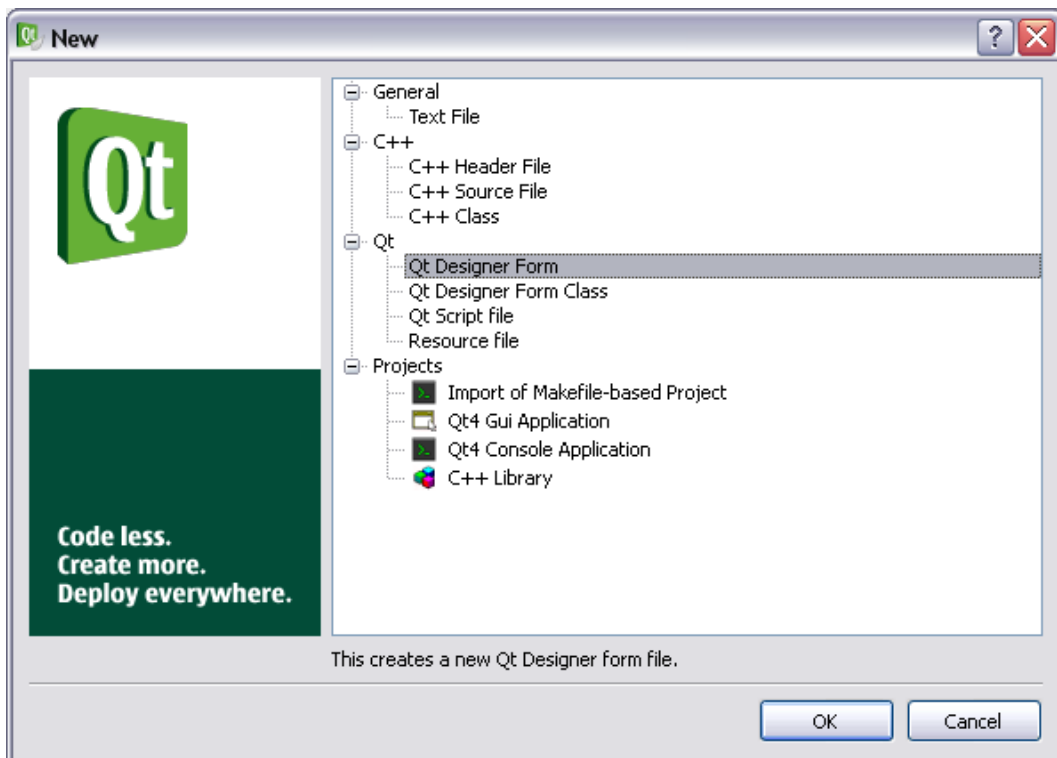 New
Qt
General
Text File
C++
C++ Header File
C++ Source File
C++ Class
Qt
Qt Designer Form
Qt Designer Form Class
Qt Script file
Resource file
Projects
Import of Makefile-based Project
Qt4 Gui Application
Qt4 Console Application
C++ Library
Code less.
Create more.
Deploy everywhere.
This creates a new Qt Designer form file.
OK
Cancel